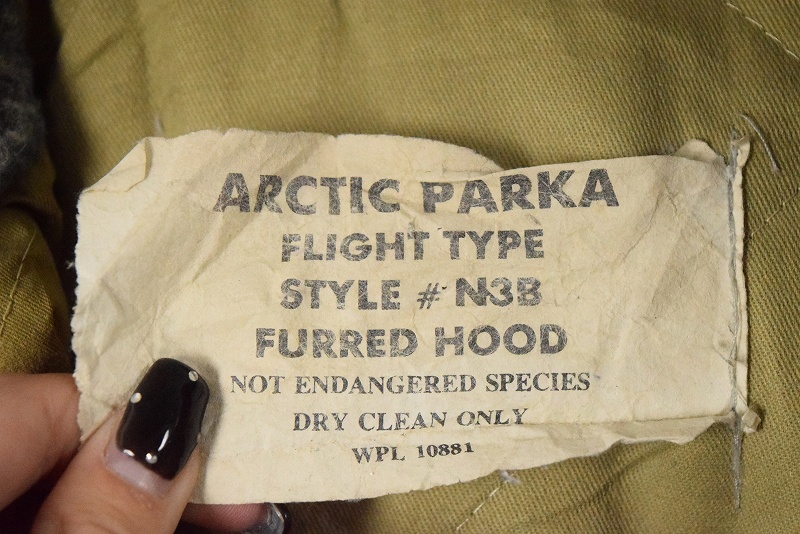 ARCTIC PARKA
FLIGHT TYPE
STYLE # N3B
FURRED HOOD
NOT ENDANGERED SPECIES
DRY CLEAN ONLY
WPL 10881